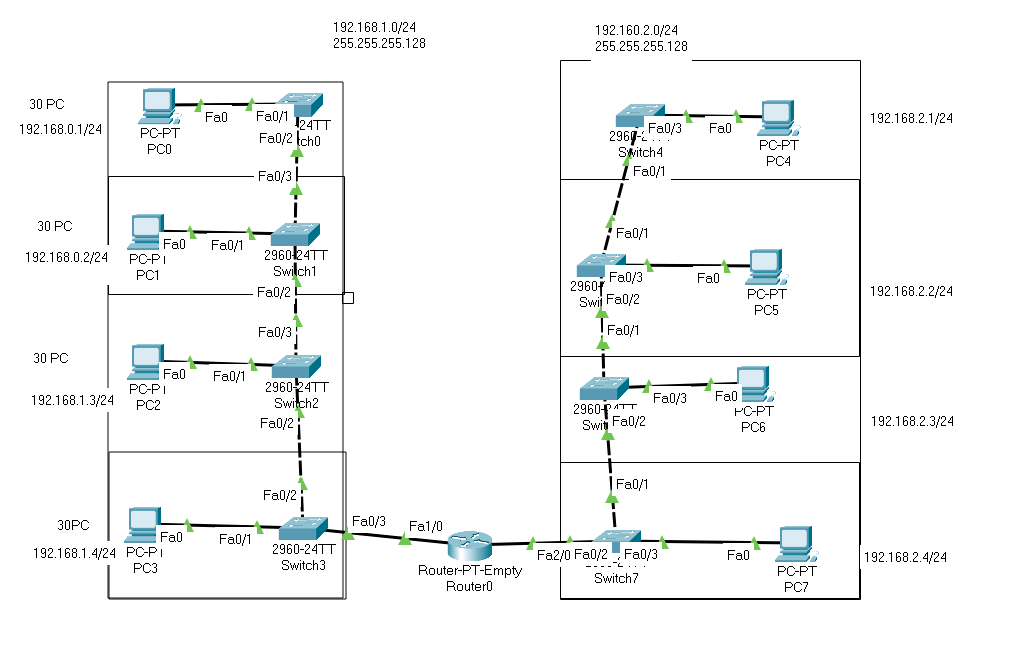 192.168.1.0/24
255.255.255.128
192.160.2.0/24
255.255.255.128
30 PC
192.168.0.1/24
Fa0
Fa0/1
PC-PT
PC0
Fa0/2
Fa0/3
30 PC
192.168.0.2/24
Fa0
Fa0/1
PC1
2960-24TT
Switch1
Fa0/2
Fa0/3
30 PC
192.168.1.3/24
Fa0
Fa0/1
PC2
2960-24TT
Switch2
Fa0/2
Fa0/2
30PC
192.168.1.4/24
Fa0
Fa0/1
PC3
2960-24TT
Switch3
Fa0/3
Fa1/0
Router-PT-Empty
Router0
Fa2/0
Fa0/3
Fa0
Switch4
PC-PT
PC4
192.168.2.1/24
Fa0/1
Fa0/1
Fa0/3
Fa0
PC-PT
PC5
192.168.2.2/24
Fa0/2
Fa0/1
Fa0/3
Fa0
PC-PT
PC6
192.168.2.3/24
Fa0/2
Fa0/1
Fa0/2
Fa0/3
Fa0
Switch7
PC-PT
PC7
192.168.2.4/24